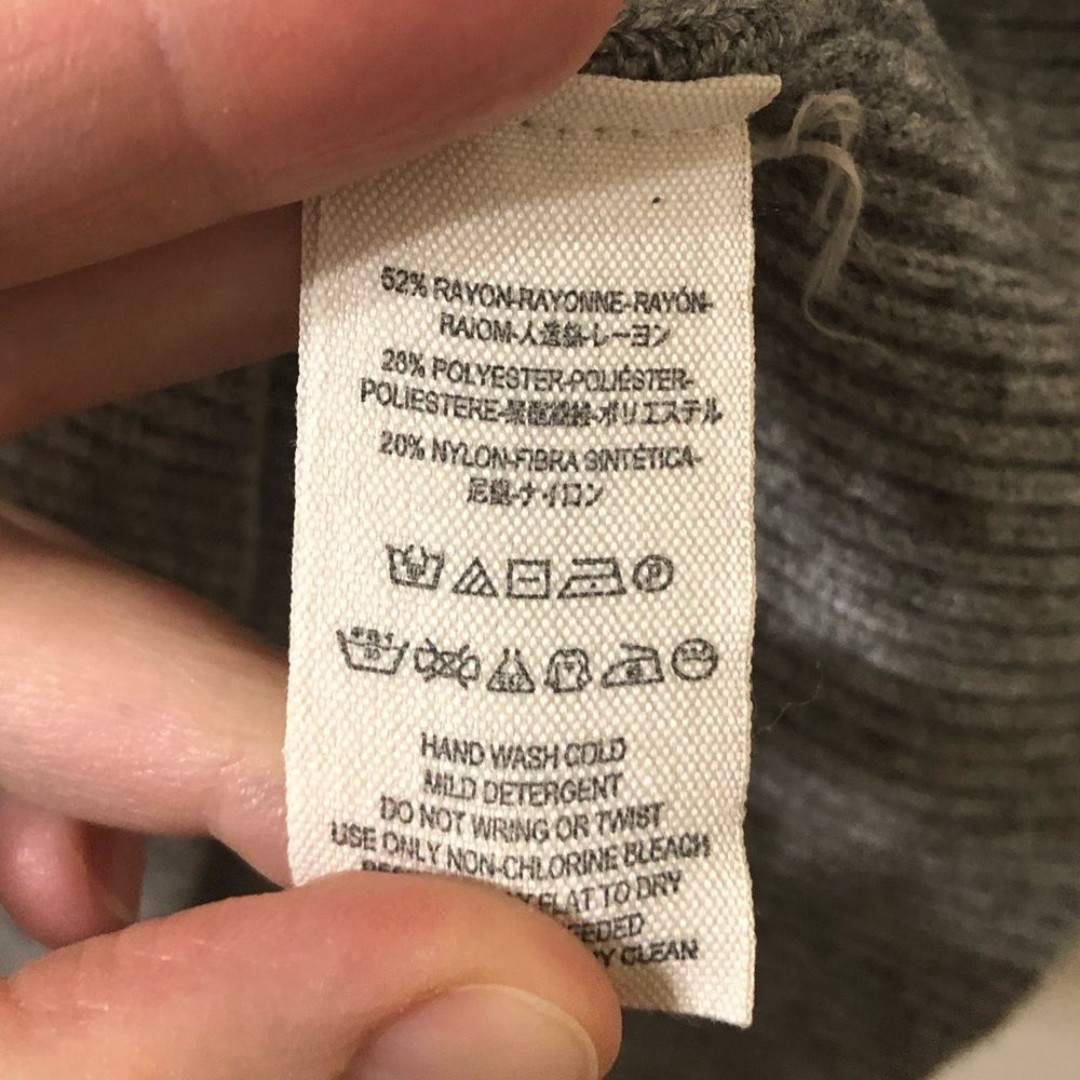 52% RAYON-RAYONNE-RAYÓN-
RAIOM-人造絲-レーヨン
28% POLYESTER-POLIÉSTER-
POLIESTERE-聚酯纖維-ポリエステル
20% NYLON-FIBRA SINTÉTICA-
尼龍-ナイロン
HAND WASH COLD
MILD DETERGENT
DO NOT WRING OR TWIST
USE ONLY NON-CHLORINE BLEACH
FLAT TO DRY
CLEAN